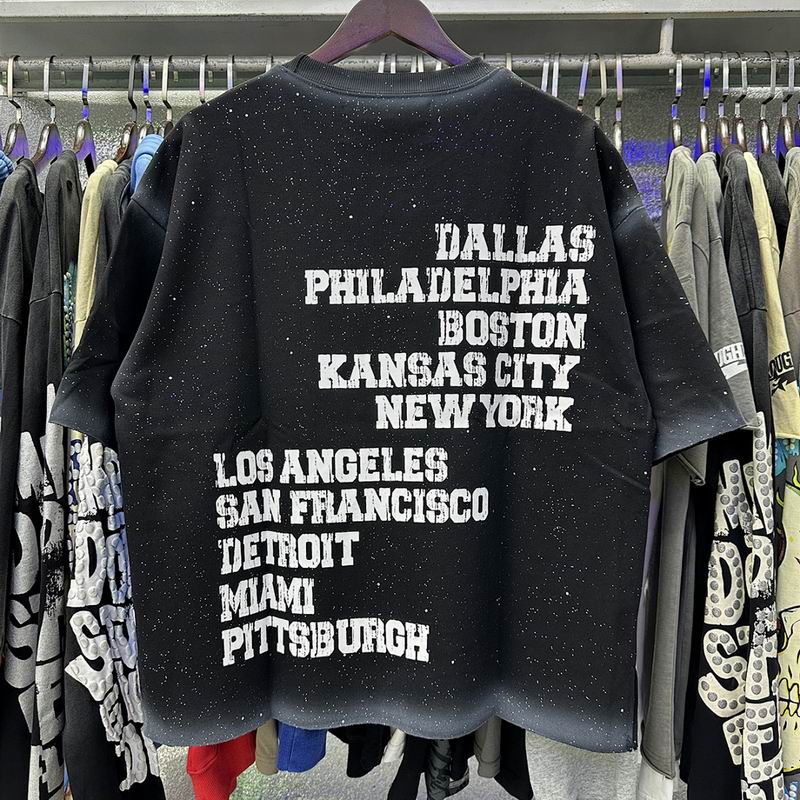 DALLAS
PHILADELPHIA
BOSTON
KANSAS CITY
NEW YORK
LOS ANGELES
SAN FRANCISCO
DETROIT
MIAMI
PITTSBURGH